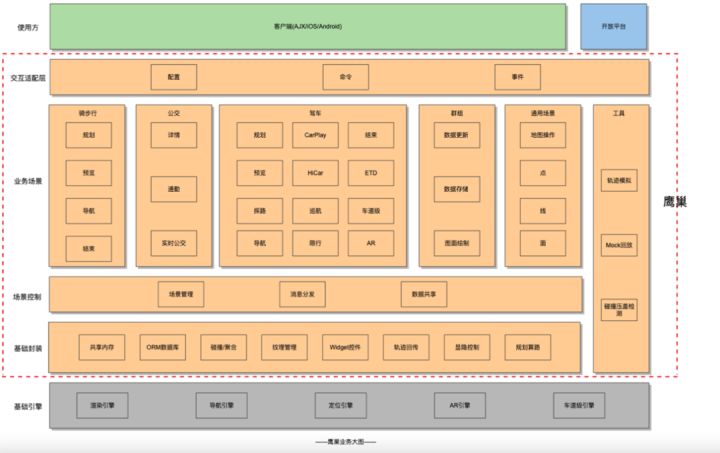 使用方
客户端(AJX/iOS/Android)
开放平台
交互适配层
配置
命令
事件
业务场景
骑步行
规划
预览
导航
结束
公交
详情
通勤
实时公交
驾车
规划
CarPlay
结束
预览
HiCar
ETD
探路
巡航
车道级
导航
限行
AR
群组
数据更新
数据存储
图面绘制
通用场景
地图操作
点
线
面
工具
轨迹模拟
Mock回放
碰撞压盖检
测
鹰巢
场景控制
场景管理
消息分发
数据共享
基础封装
共享内存
ORM数据库
碰撞/聚合
纹理管理
Widget控件
轨迹回传
显隐控制
规划算路
基础引擎
渲染引擎
导航引擎
定位引擎
AR引擎
车道级引擎
——鹰巢业务大图——